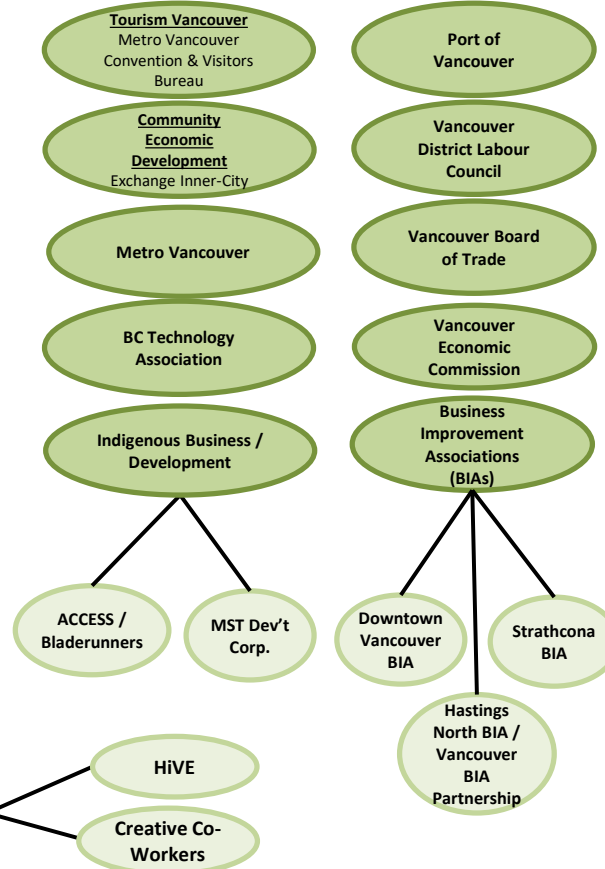 Tourism Vancouver
Metro Vancouver
Convention & Visitors
Bureau
Port of
Vancouver
Community
Economic
Development
Exchange Inner-City
Vancouver
District Labour
Council
Metro Vancouver
Vancouver Board
of Trade
BC Technology
Association
Vancouver
Economic
Commission
Indigenous Business /
Development
Business
Improvement
Associations
(BIAs)
ACCESS /
Bladerunners
MST Dev't
Corp.
Downtown
Vancouver
BIA
Strathcona
BIA
Hastings
North BIA /
Vancouver
BIA
Partnership
HiVE
Creative Co-
Workers